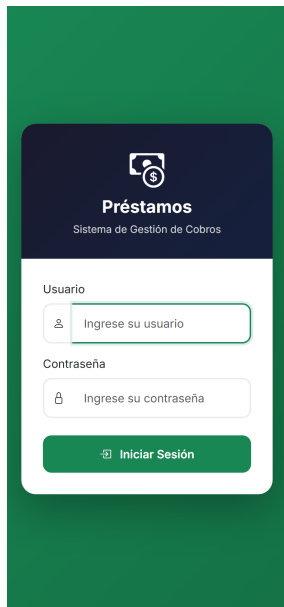 $
Préstamos
Sistema de Gestión de Cobros
Usuario
Ingrese su usuario
Contraseña
Ingrese su contraseña
Iniciar Sesión